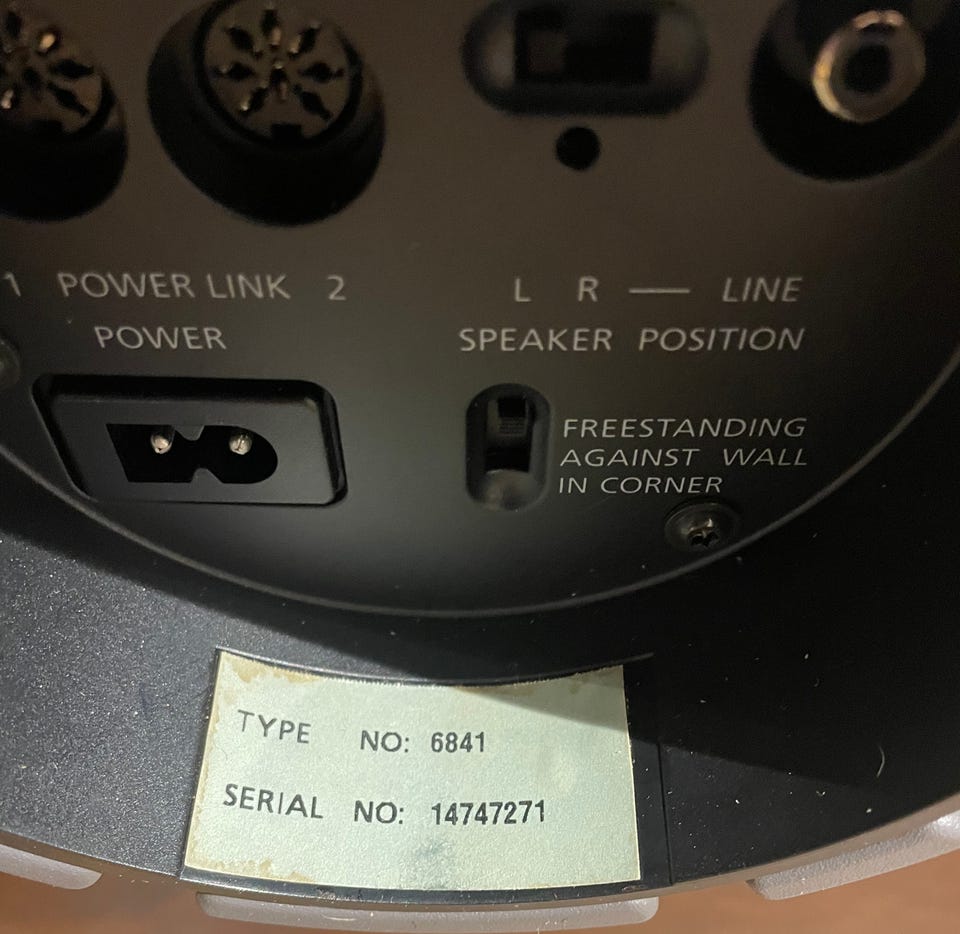 1 POWER LINK 2
L R — LINE
POWER
SPEAKER POSITION
FREESTANDING
AGAINST WALL
IN CORNER
TYPE NO: 6841
SERIAL NO: 14747271